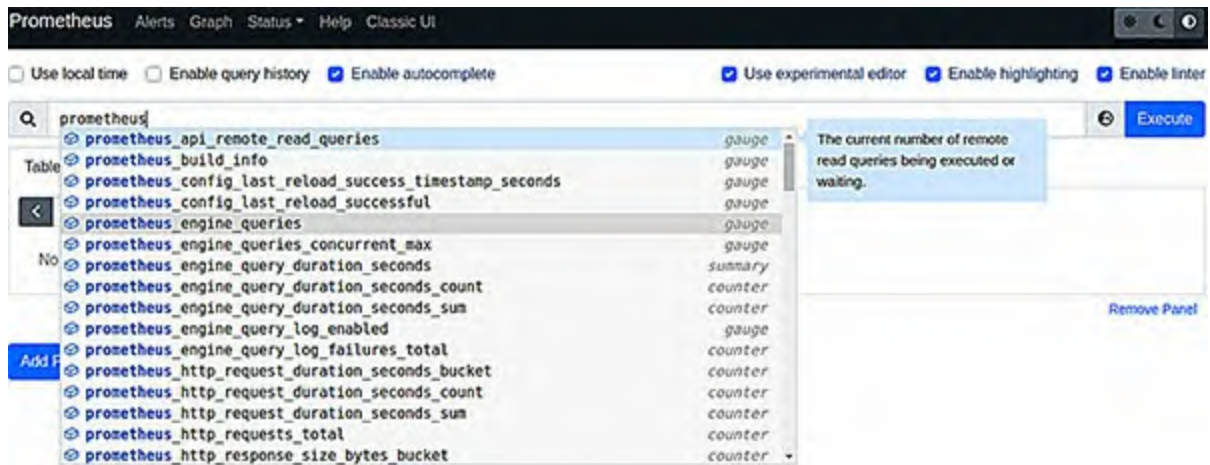 Prometheus Alerts Graph Status Help Classic UI
Use local time Enable query history Enable autocomplete Use experimental editor Enable highlighting Enable linter
prometheus Execute
prometheus_api_remote_read_queries gauge
The current number of remote
read queries being executed or
waiting.
Table
prometheus_build_info gauge
prometheus_config_last_reload_success_timestamp_seconds gauge
prometheus_config_last_reload_successful gauge
prometheus_engine_queries gauge
prometheus_engine_queries_concurrent_max gauge
No
prometheus_engine_query_duration_seconds summary
prometheus_engine_query_duration_seconds_count counter
prometheus_engine_query_duration_seconds_sum counter
Remove Panel
prometheus_engine_query_log_enabled gauge
Add P
prometheus_engine_query_log_failures_total counter
prometheus_http_request_duration_seconds_bucket counter
prometheus_http_request_duration_seconds_count counter
prometheus_http_request_duration_seconds_sum counter
prometheus_http_requests_total counter
prometheus_http_response_size_bytes_bucket counter